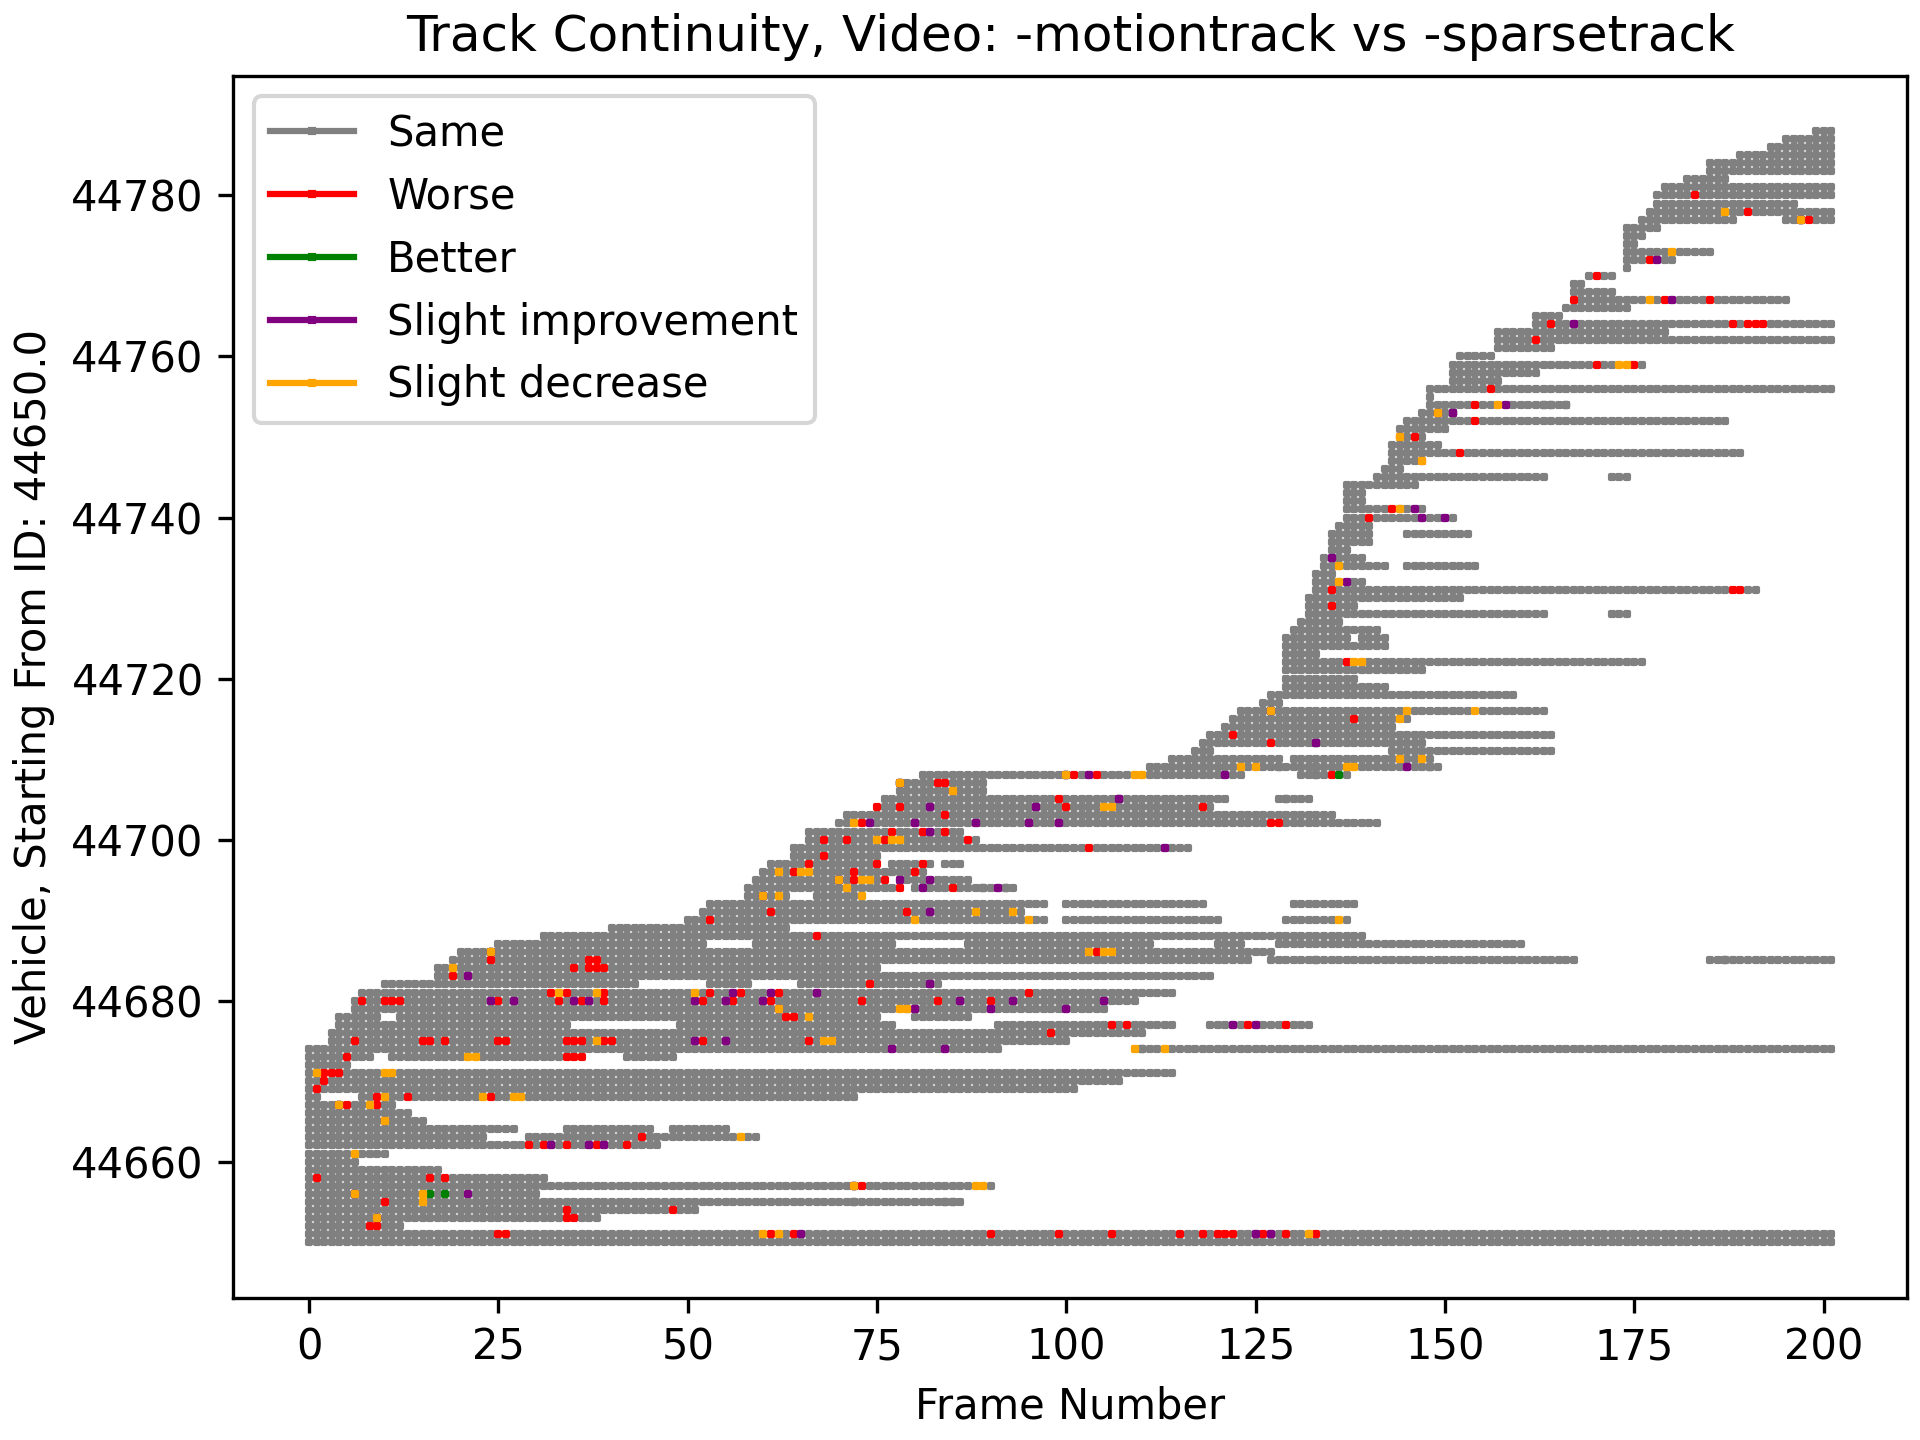 Track Continuity, Video: -motiontrack vs -sparsetrack
Same
Worse
Better
Slight improvement
Slight decrease
Vehicle, Starting From ID: 44650.0
44780
44760
44740
44720
44700
44680
44660
0 25 50 75 100 125 150 175 200
Frame Number